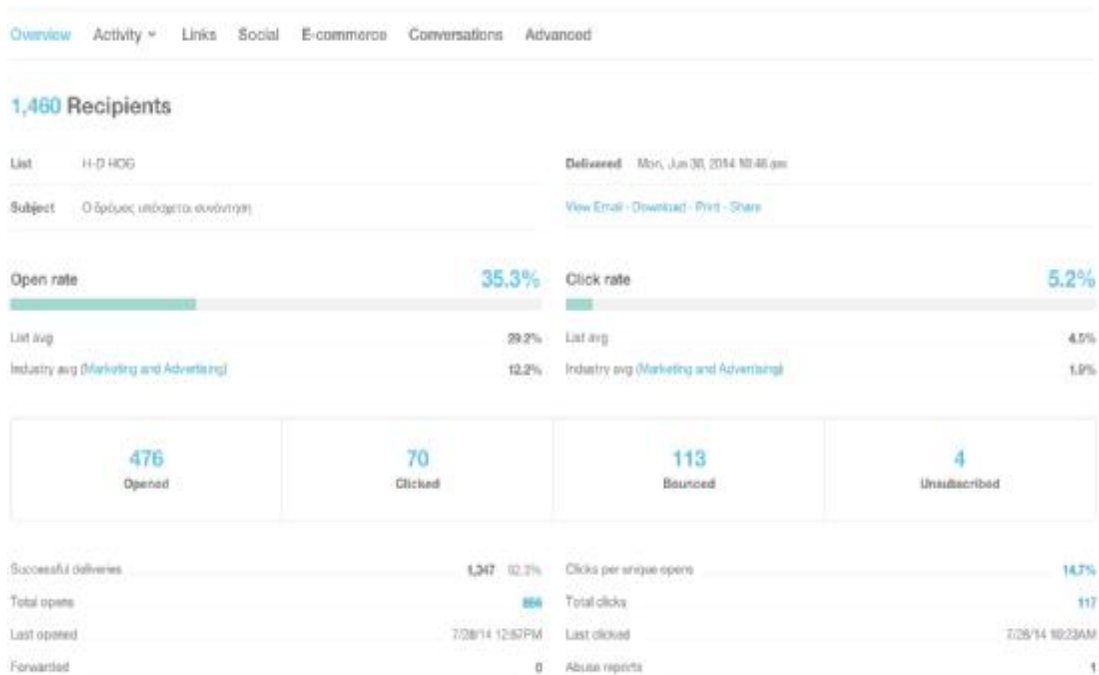 Overview Activity Links Social E-commerce Conversations Advanced
1,460 Recipients
List H-D HOG
Delivered Mon, Jun 30, 2014 10:46 am
Subject Ο δρόμος υπόσχεται συνάντηση
View Email · Download · Print · Share
Open rate 35.3%
Click rate 5.2%
List avg 29.2%
List avg 4.5%
Industry avg (Marketing and Advertising) 12.2%
Industry avg (Marketing and Advertising) 1.9%
476 70 113 4
Opened Clicked Bounced Unsubscribed
Successful deliveries 1,347 92.3%
Clicks per unique opens 14.7%
Total opens
Total clicks 117
Last opened 7/28/14 12:57PM
Last clicked 7/28/14 10:23AM
Forwarded 0
Abuse reports 1